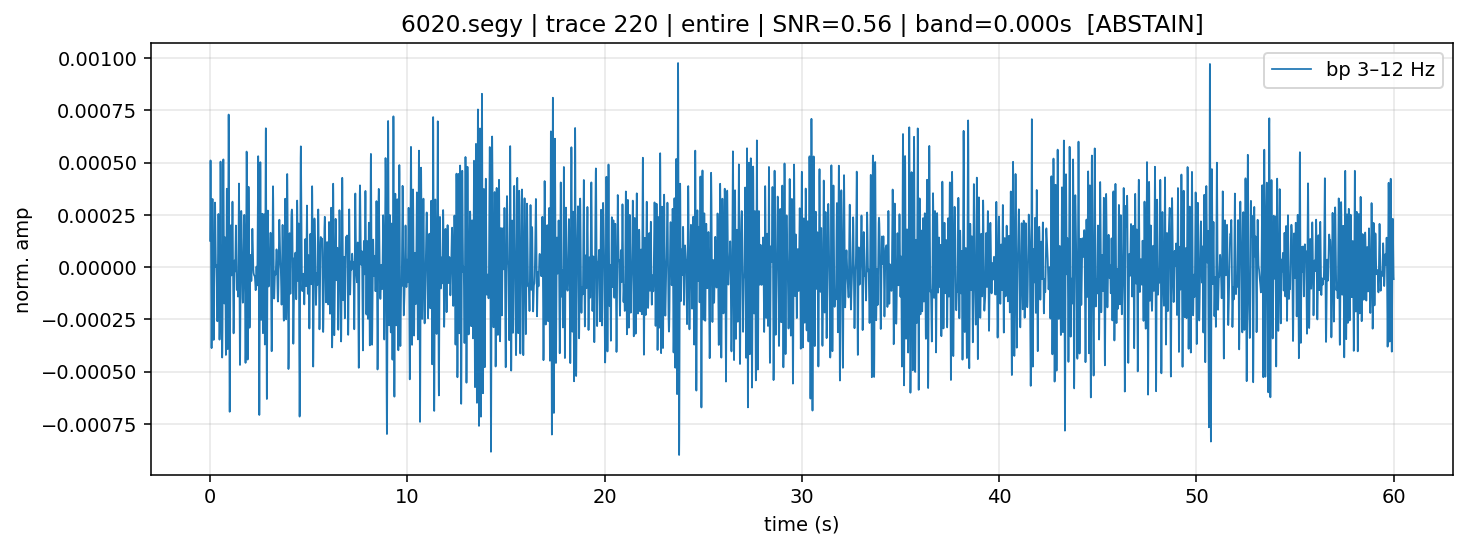 6020.segy | trace 220 | entire | SNR=0.56 | band=0.000s [ABSTAIN]
bp 3–12 Hz
0.00100
0.00075
0.00050
0.00025
0.00000
−0.00025
−0.00050
−0.00075
norm. amp
0 10 20 30 40 50 60
time (s)